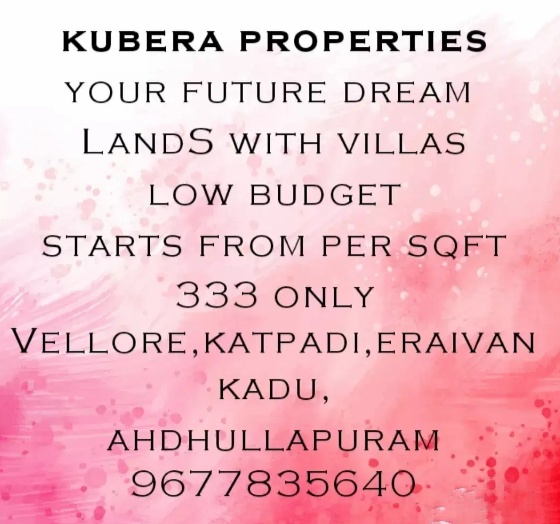 KUBERA PROPERTIES
YOUR FUTURE DREAM
LANDS WITH VILLAS
LOW BUDGET
STARTS FROM PER SQFT
333 ONLY
VELLORE,KATPADI,ERAIVAN
KADU,
AHDHULLAPURAM
9677835640